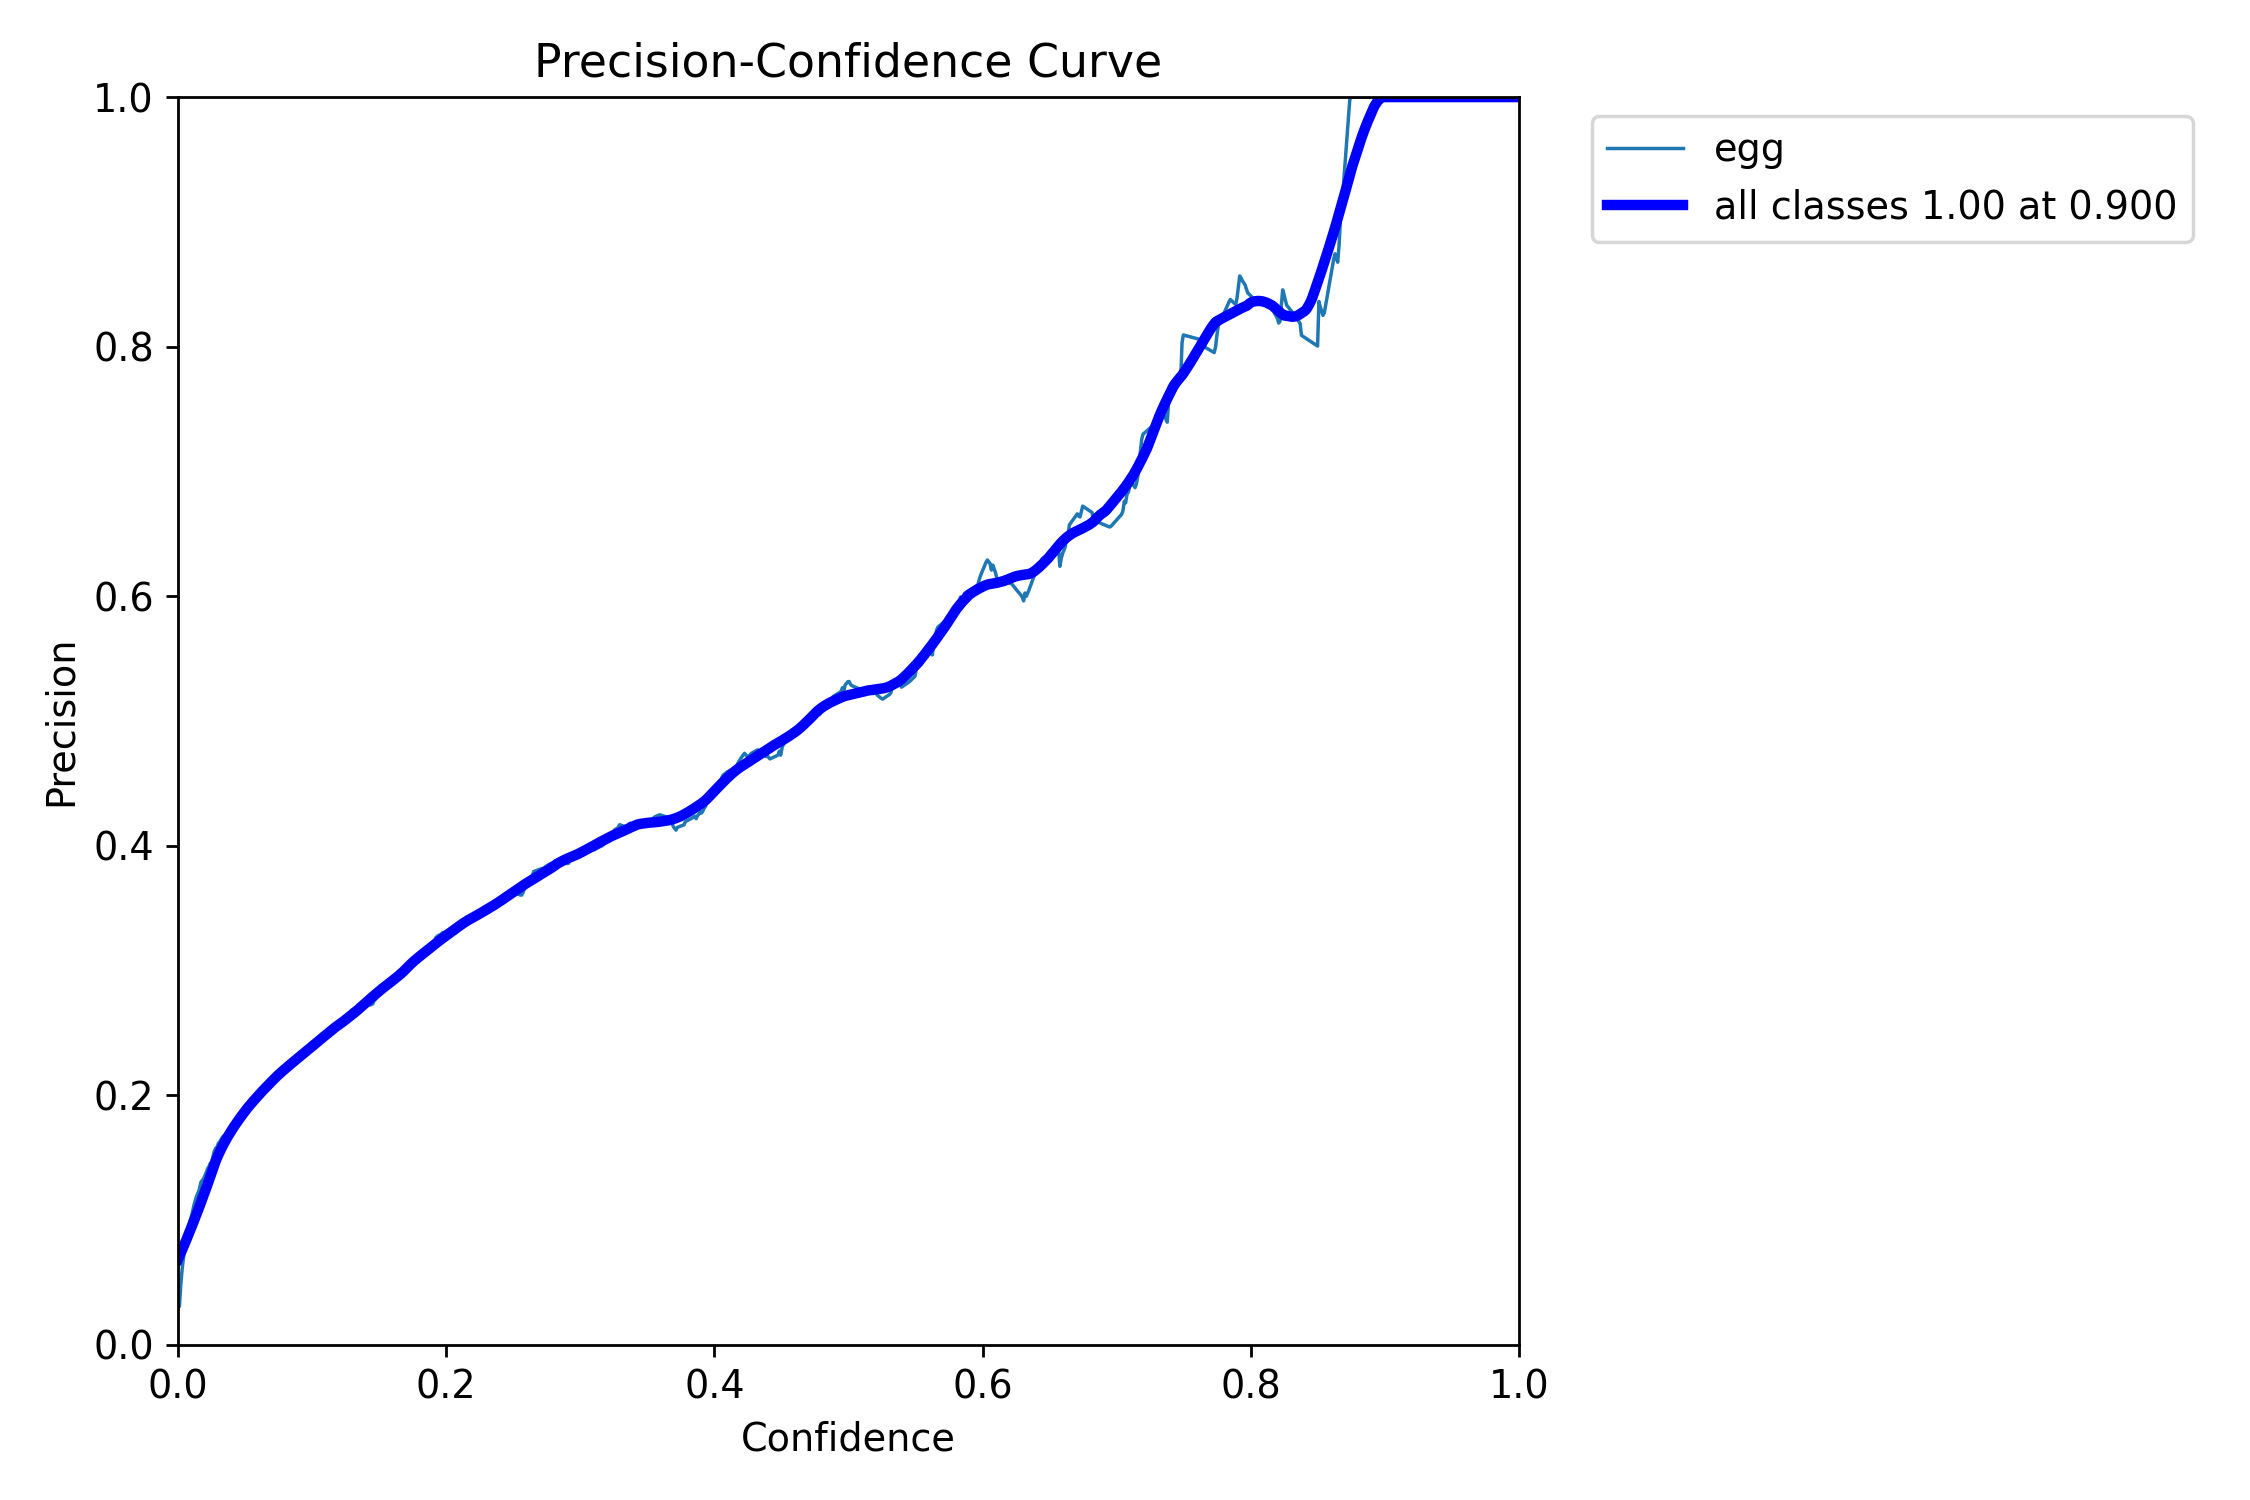 Precision-Confidence Curve
1.0
0.8
0.6
0.4
0.2
0.0
Precision
0.0 0.2 0.4 0.6 0.8 1.0
Confidence
egg
all classes 1.00 at 0.900